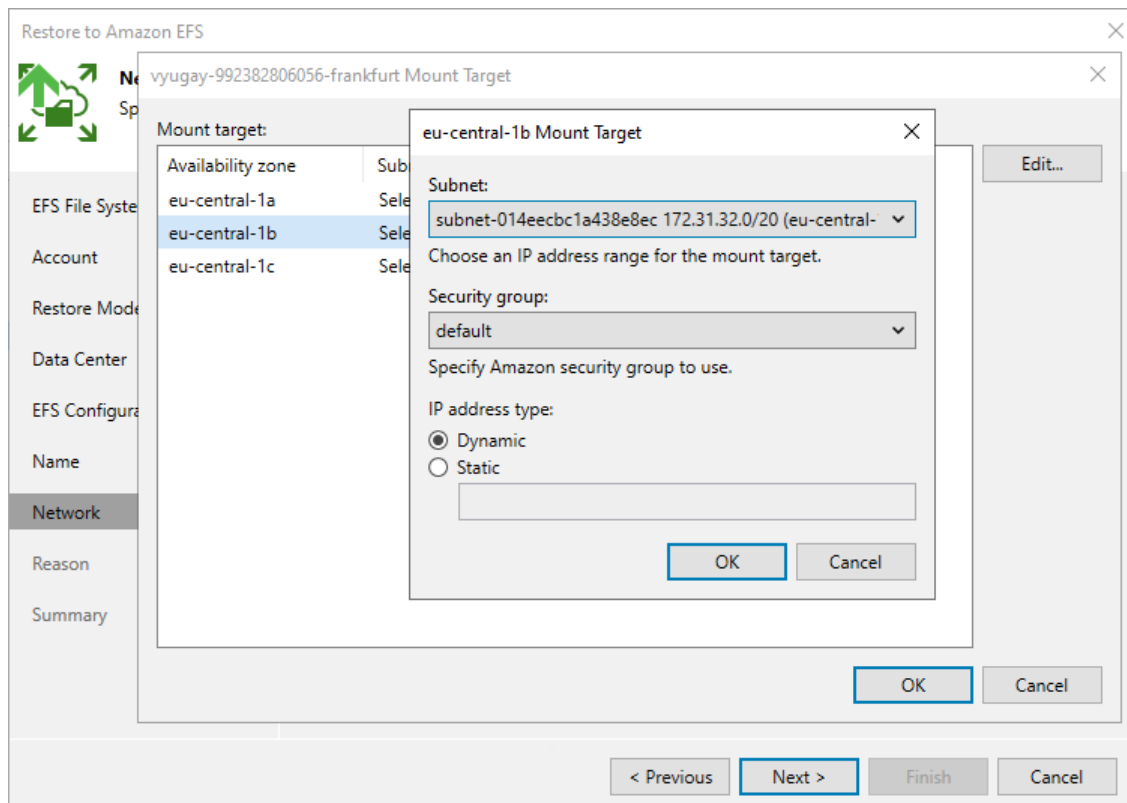 Restore to Amazon EFS
Ne
Sp
vyugay-992382806056-frankfurt Mount Target
Mount target:
Availability zone Sub
eu-central-1a Sele
eu-central-1b Sele
eu-central-1c Sele
Edit...
eu-central-1b Mount Target
Subnet:
subnet-014eecbc1a438e8ec 172.31.32.0/20 (eu-central-
Choose an IP address range for the mount target.
Security group:
default
Specify Amazon security group to use.
IP address type:
Dynamic
Static
OK Cancel
EFS File Syste
Account
Restore Mode
Data Center
EFS Configura
Name
Network
Reason
Summary
OK Cancel
< Previous Next > Finish Cancel